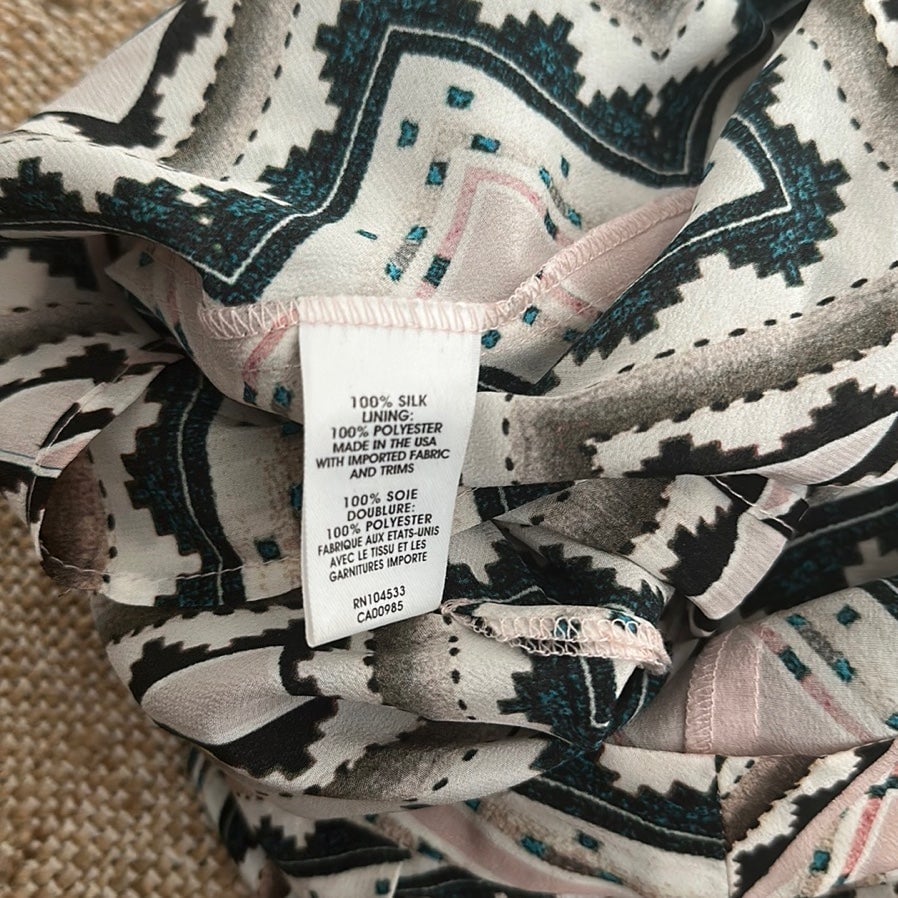 100% SILK
LINING:
100% POLYESTER
MADE IN THE USA
WITH IMPORTED FABRIC
AND TRIMS
100% SOIE
DOUBLURE:
100% POLYESTER
FABRIQUE AUX ETATS-UNIS
AVEC LE TISSU ET LES
GARNITURES IMPORTE
RN104533
CA00985